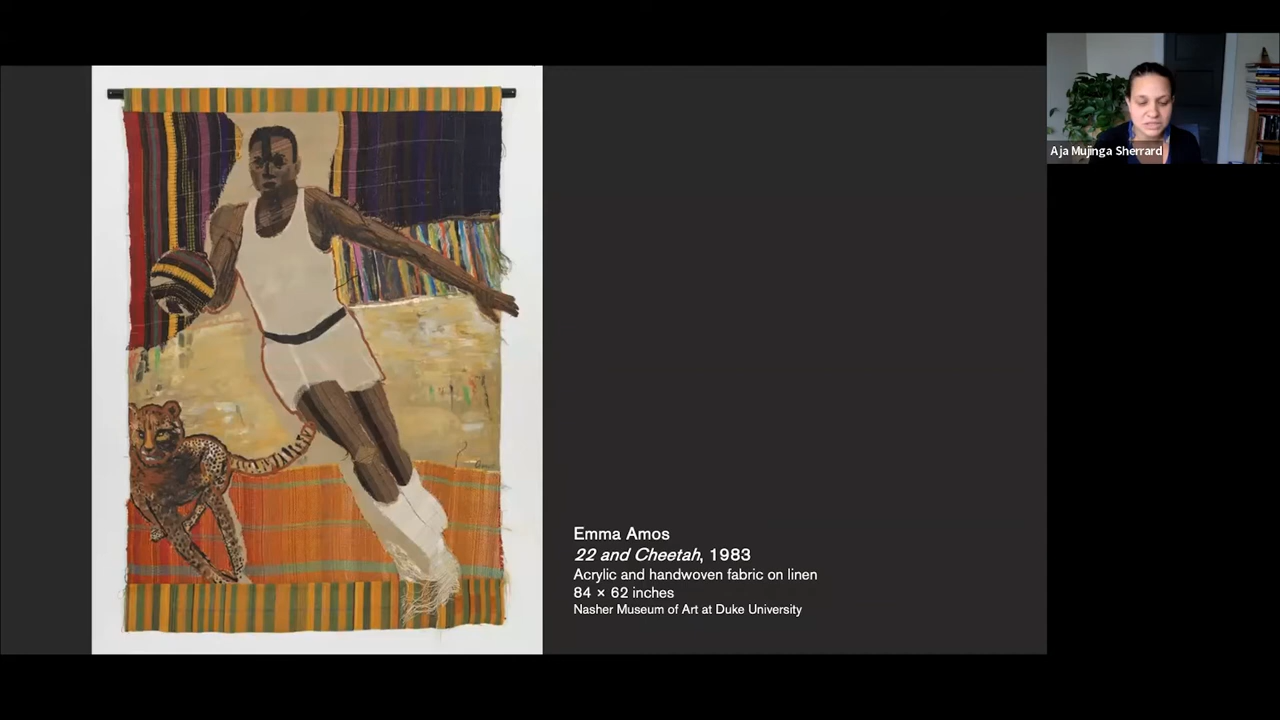 Aja Mujinga Sherrard
Emma Amos
22 and Cheetah, 1983
Acrylic and handwoven fabric on linen
84 × 62 inches
Nasher Museum of Art at Duke University